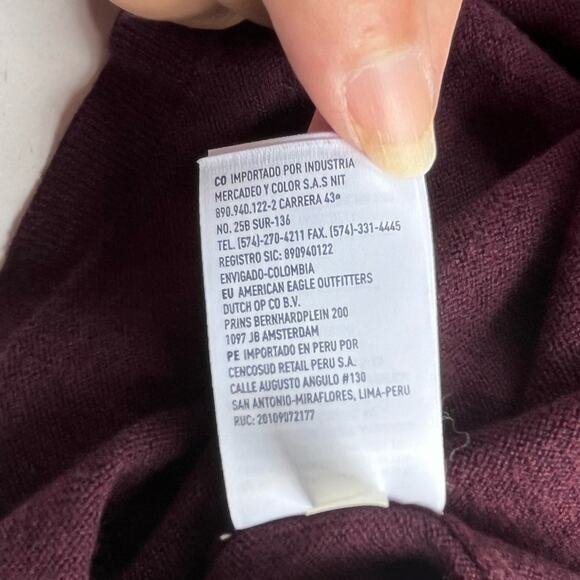 CO IMPORTADO POR INDUSTRIA
MERCADEO Y COLOR S.A.S NIT
890.940.122-2 CARRERA 43ª
NO. 25B SUR-136
TEL. (574)-270-4211 FAX. (574)-331-4445
REGISTRO SIC: 890940122
ENVIGADO-COLOMBIA
EU AMERICAN EAGLE OUTFITTERS
DUTCH OP CO B.V.
PRINS BERNHARDPLEIN 200
1097 JB AMSTERDAM
PE IMPORTADO EN PERU POR
CENCOSUD RETAIL PERU S.A.
CALLE AUGUSTO ANGULO #130
SAN ANTONIO-MIRAFLORES, LIMA-PERU
RUC: 20109072177